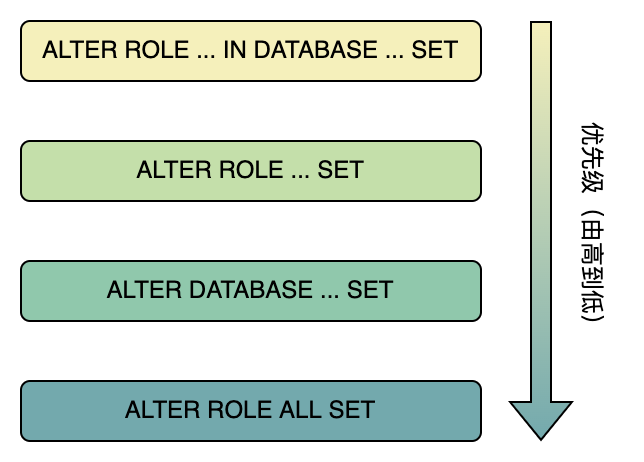 ALTER ROLE ... IN DATABASE ... SET
ALTER ROLE ... SET
ALTER DATABASE ... SET
ALTER ROLE ALL SET
优先级（由高到低）